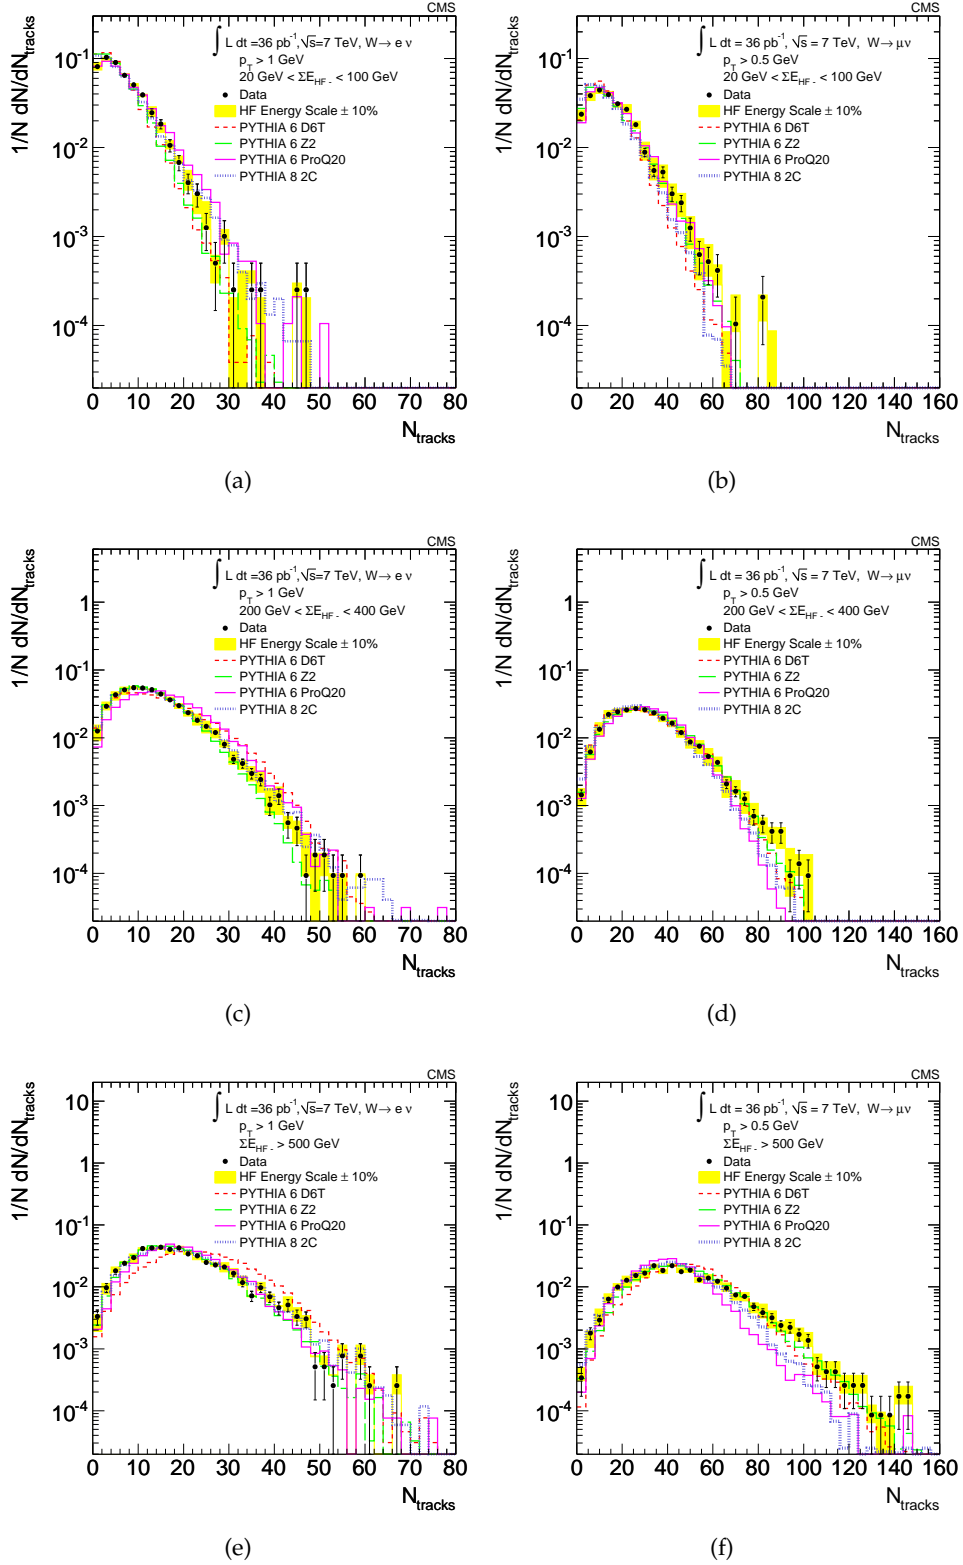 CMS
1/N dN/dN_tracks
∫ L dt =36 pb⁻¹,√s=7 TeV, W→ e ν
p_T > 1 GeV
20 GeV < ΣE_HF - < 100 GeV
Data
HF Energy Scale ± 10%
PYTHIA 6 D6T
PYTHIA 6 Z2
PYTHIA 6 ProQ20
PYTHIA 8 2C
10⁻¹
10⁻²
10⁻³
10⁻⁴
0 10 20 30 40 50 60 70 80
N_tracks
(a)
CMS
1/N dN/dN_tracks
∫ L dt = 36 pb⁻¹, √s = 7 TeV, W→μν
p_T > 0.5 GeV
20 GeV < ΣE_HF - < 100 GeV
Data
HF Energy Scale ± 10%
PYTHIA 6 D6T
PYTHIA 6 Z2
PYTHIA 6 ProQ20
PYTHIA 8 2C
10⁻¹
10⁻²
10⁻³
10⁻⁴
0 20 40 60 80 100 120 140 160
N_tracks
(b)
CMS
1/N dN/dN_tracks
∫ L dt =36 pb⁻¹,√s=7 TeV, W→ e ν
p_T > 1 GeV
200 GeV < ΣE_HF - < 400 GeV
Data
HF Energy Scale ± 10%
PYTHIA 6 D6T
PYTHIA 6 Z2
PYTHIA 6 ProQ20
PYTHIA 8 2C
1
10⁻¹
10⁻²
10⁻³
10⁻⁴
0 10 20 30 40 50 60 70 80
N_tracks
(c)
CMS
1/N dN/dN_tracks
∫ L dt = 36 pb⁻¹, √s = 7 TeV, W→μν
p_T > 0.5 GeV
200 GeV < ΣE_HF - < 400 GeV
Data
HF Energy Scale ± 10%
PYTHIA 6 D6T
PYTHIA 6 Z2
PYTHIA 6 ProQ20
PYTHIA 8 2C
1
10⁻¹
10⁻²
10⁻³
10⁻⁴
0 20 40 60 80 100 120 140 160
N_tracks
(d)
CMS
1/N dN/dN_tracks
∫ L dt =36 pb⁻¹,√s=7 TeV, W→ e ν
p_T > 1 GeV
ΣE_HF - > 500 GeV
Data
HF Energy Scale ± 10%
PYTHIA 6 D6T
PYTHIA 6 Z2
PYTHIA 6 ProQ20
PYTHIA 8 2C
10
1
10⁻¹
10⁻²
10⁻³
10⁻⁴
0 10 20 30 40 50 60 70 80
N_tracks
(e)
CMS
1/N dN/dN_tracks
∫ L dt = 36 pb⁻¹, √s = 7 TeV, W→μν
p_T > 0.5 GeV
ΣE_HF - > 500 GeV
Data
HF Energy Scale ± 10%
PYTHIA 6 D6T
PYTHIA 6 Z2
PYTHIA 6 ProQ20
PYTHIA 8 2C
10
1
10⁻¹
10⁻²
10⁻³
10⁻⁴
0 20 40 60 80 100 120 140 160
N_tracks
(f)